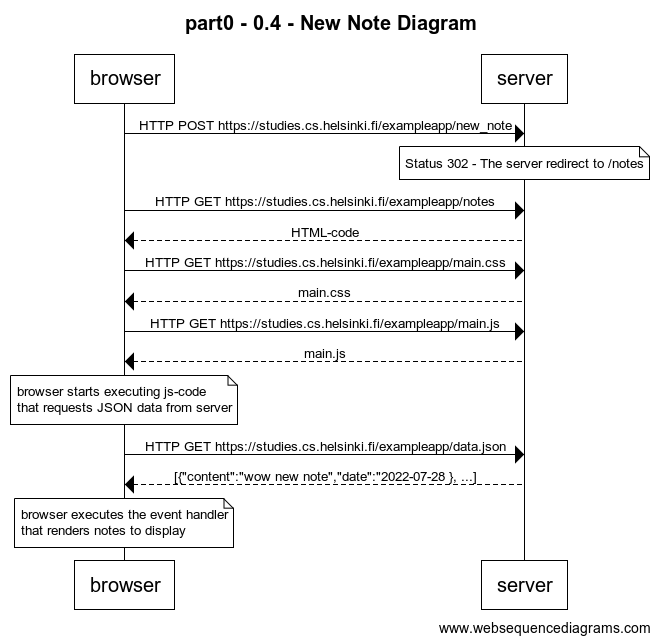 part0 - 0.4 - New Note Diagram
browser
server
HTTP POST https://studies.cs.helsinki.fi/exampleapp/new_note
Status 302 - The server redirect to /notes
HTTP GET https://studies.cs.helsinki.fi/exampleapp/notes
HTML-code
HTTP GET https://studies.cs.helsinki.fi/exampleapp/main.css
main.css
HTTP GET https://studies.cs.helsinki.fi/exampleapp/main.js
main.js
browser starts executing js-code
that requests JSON data from server
HTTP GET https://studies.cs.helsinki.fi/exampleapp/data.json
[{"content":"wow new note","date":"2022-07-28 }, ...]
browser executes the event handler
that renders notes to display
browser
server
www.websequencediagrams.com